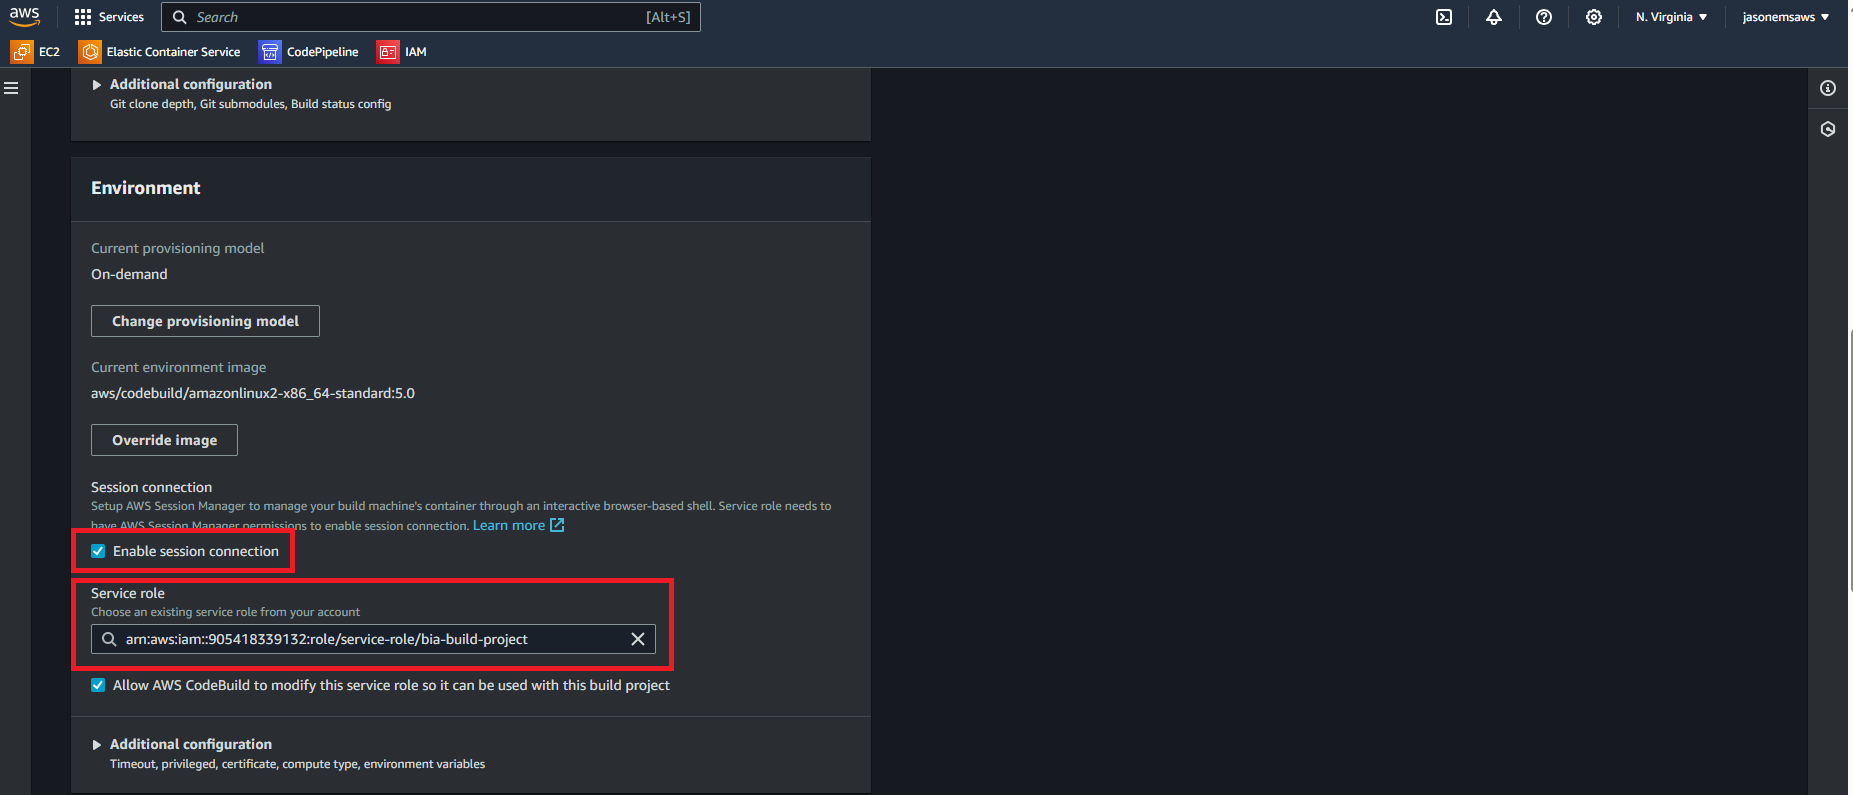 aws
Services
Search
[Alt+S]
N. Virginia
jasonemsaws
EC2
Elastic Container Service
CodePipeline
IAM
Additional configuration
Git clone depth, Git submodules, Build status config
Environment
Current provisioning model
On-demand
Change provisioning model
Current environment image
aws/codebuild/amazonlinux2-x86_64-standard:5.0
Override image
Session connection
Setup AWS Session Manager to manage your build machine's container through an interactive browser-based shell. Service role needs to
have AWS Session Manager permissions to enable session connection. Learn more
Enable session connection
Service role
Choose an existing service role from your account
arn:aws:iam::905418339132:role/service-role/bia-build-project
Allow AWS CodeBuild to modify this service role so it can be used with this build project
Additional configuration
Timeout, privileged, certificate, compute type, environment variables